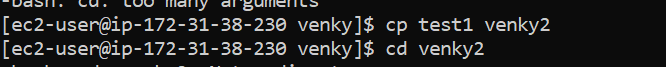 -bash: cd: too many arguments
[ec2-user@ip-172-31-38-230 venky]$ cp test1 venky2
[ec2-user@ip-172-31-38-230 venky]$ cd venky2